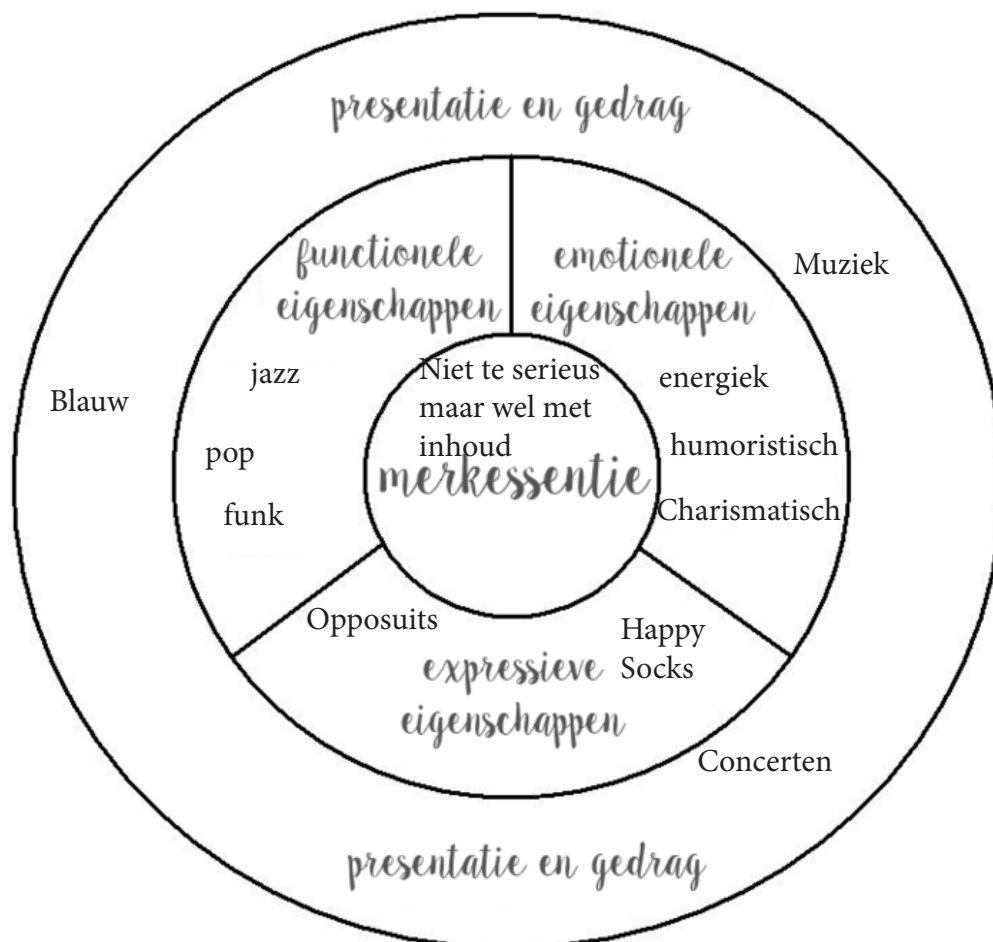 presentatie en gedrag
functionele
eigenschappen
emotionele
eigenschappen
Muziek
Blauw
jazz
pop
funk
Niet te serieus
maar wel met
inhoud
merkessentie
energiek
humoristisch
Charismatisch
Opposuits
Happy
Socks
expressieve
eigenschappen
Concerten
presentatie en gedrag